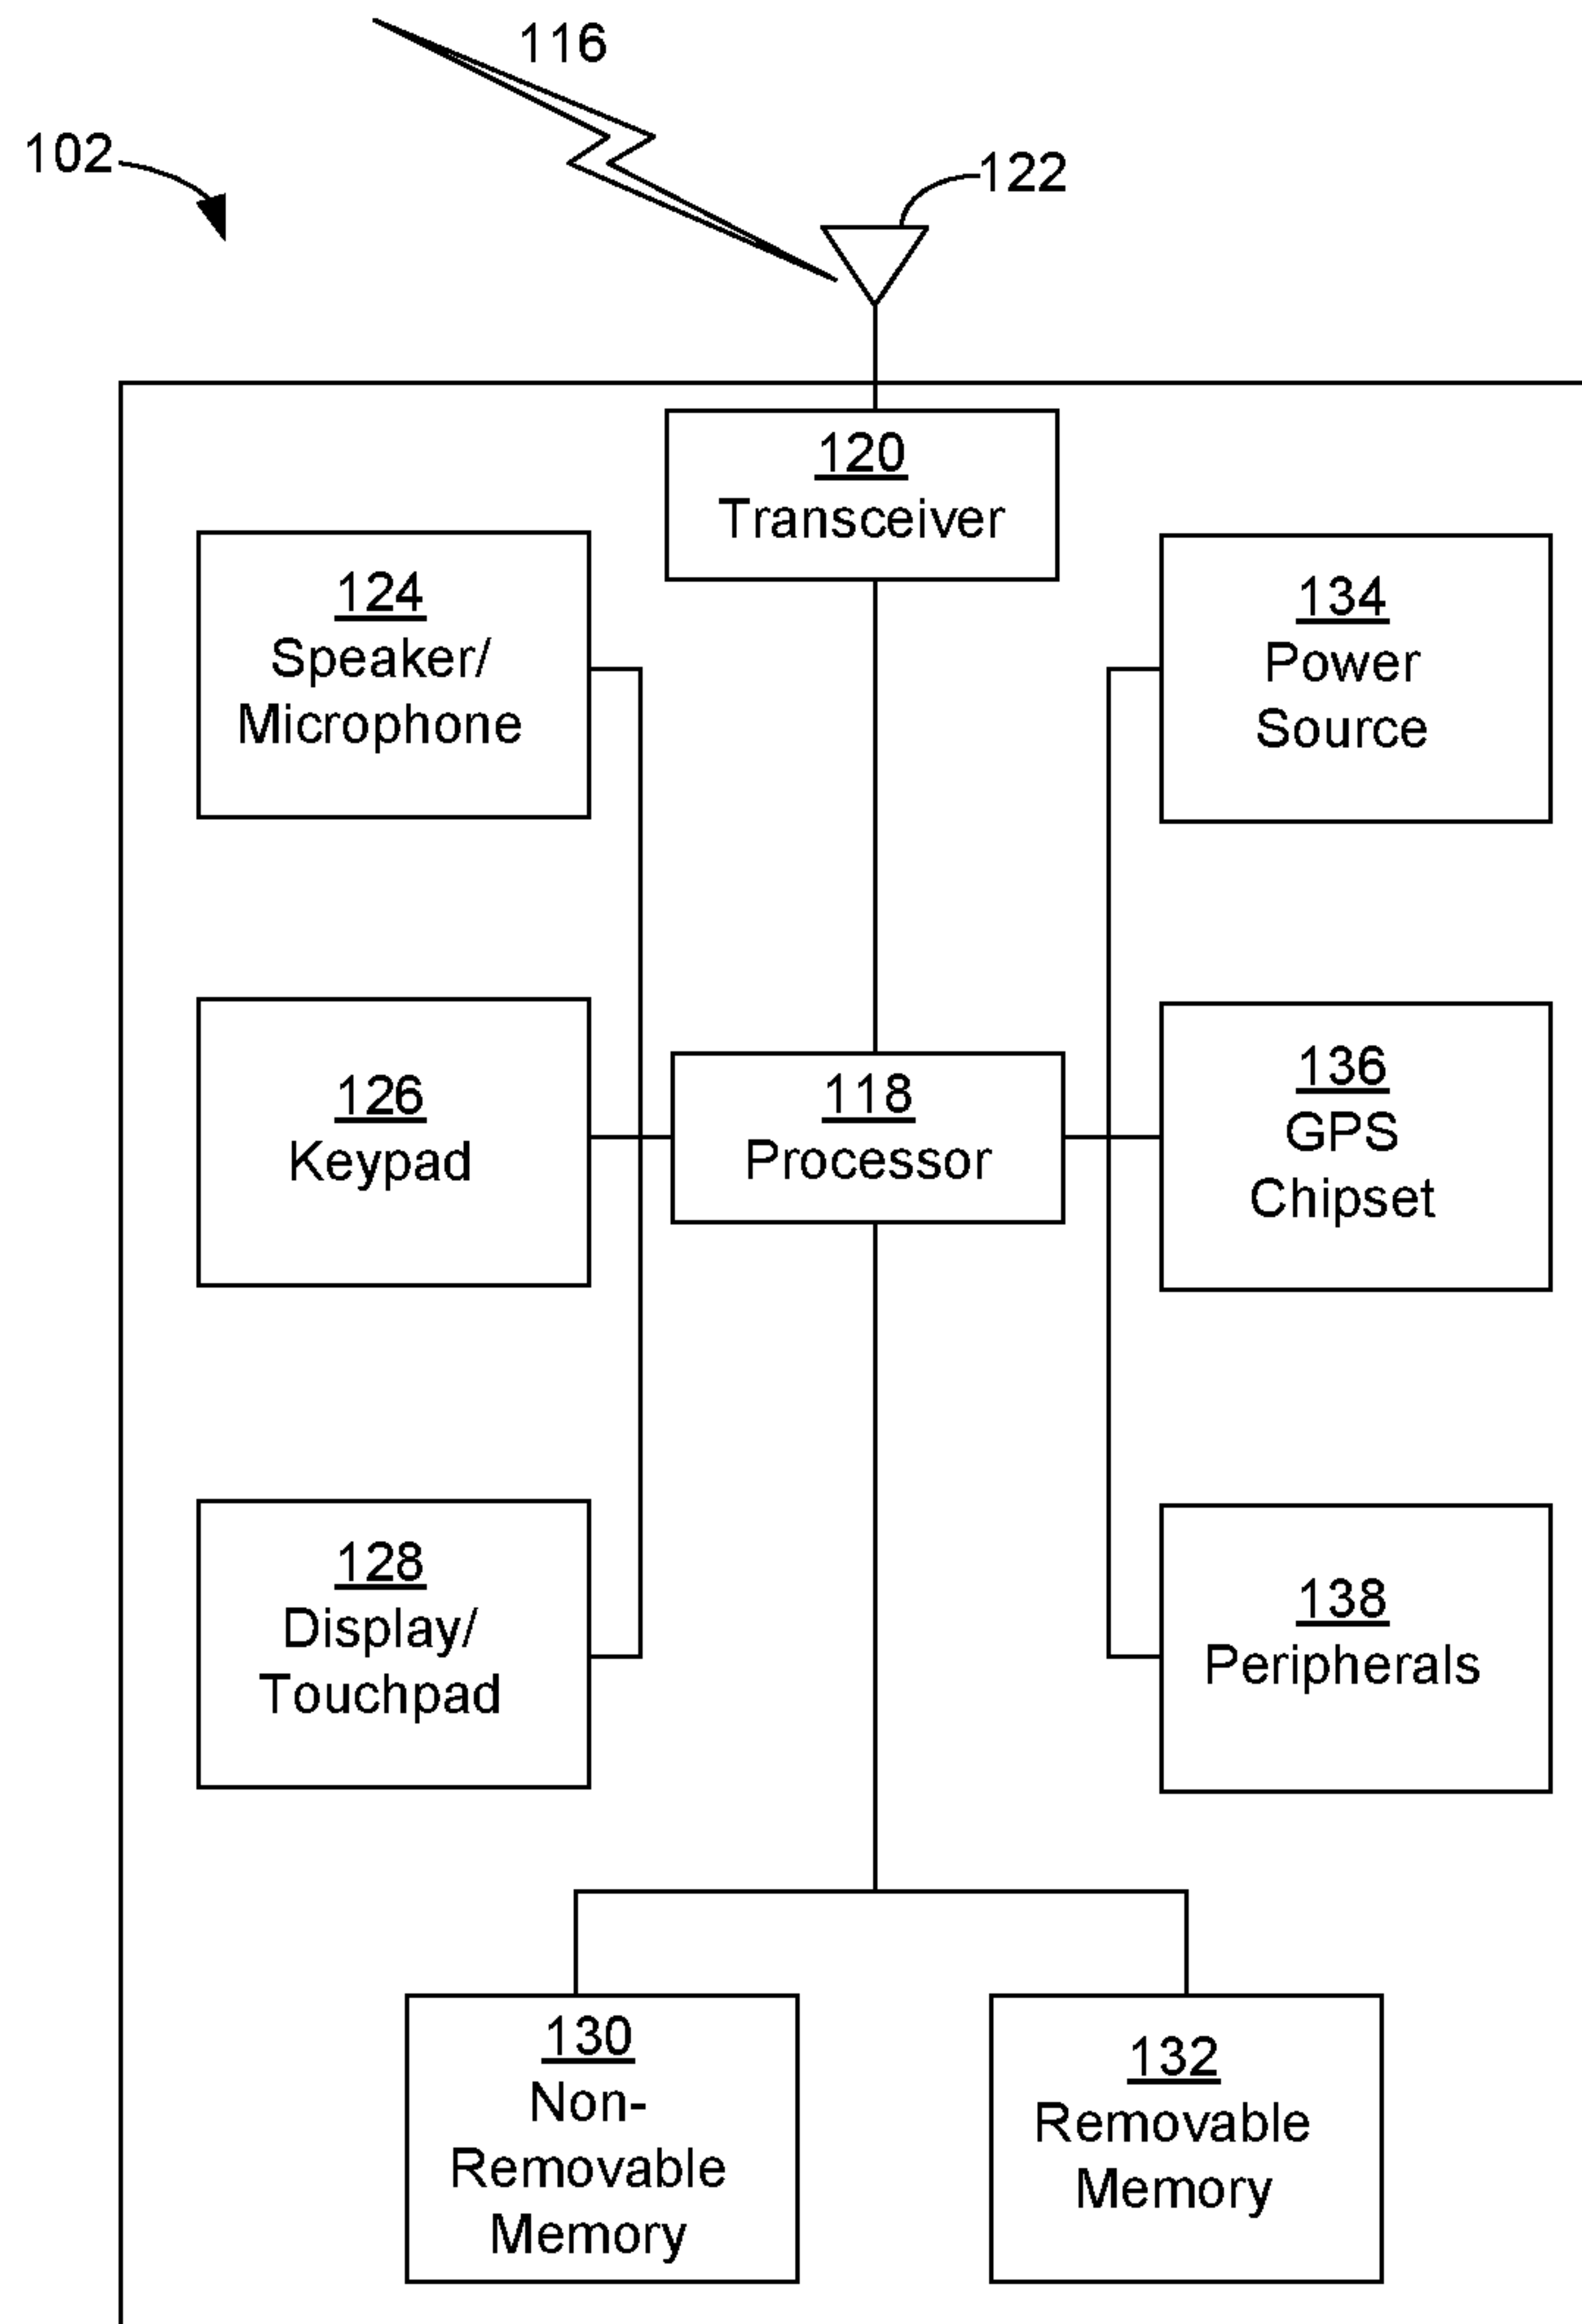 116
102
122
120
Transceiver
124
Speaker/
Microphone
134
Power
Source
126
Keypad
118
Processor
136
GPS
Chipset
128
Display/
Touchpad
138
Peripherals
130
Non-
Removable
Memory
132
Removable
Memory